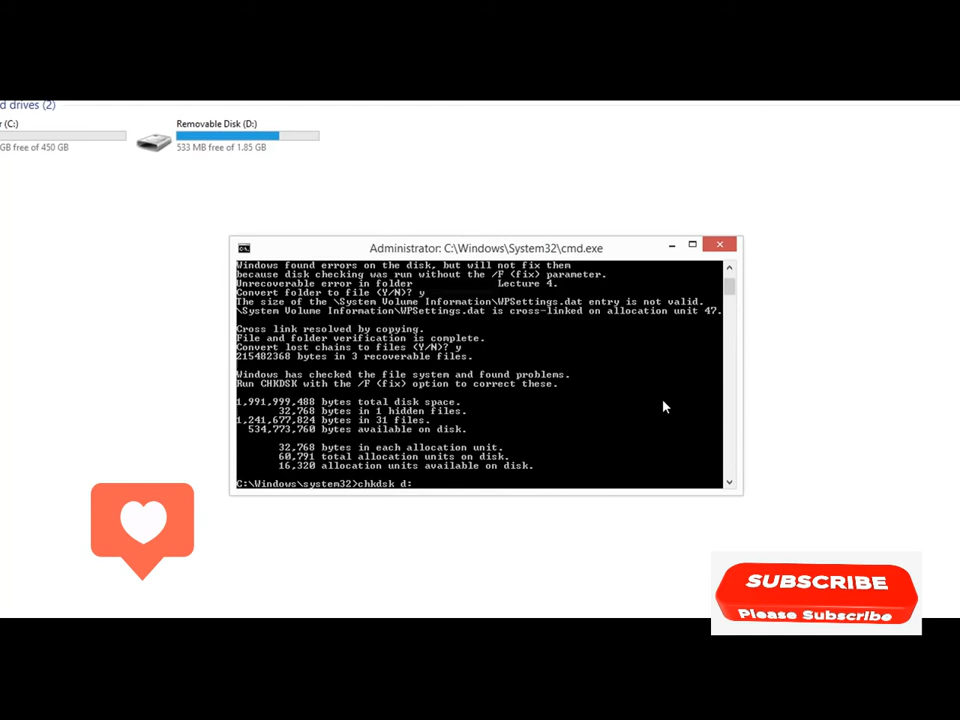 d drives (2)
r (C:)
GB free of 450 GB
Removable Disk (D:)
533 MB free of 1.85 GB
Administrator: C:\Windows\System32\cmd.exe
Windows found errors on the disk, but will not fix them
because disk checking was run without the /F (fix) parameter.
Unrecoverable error in folder Lecture 4.
Convert folder to file (Y/N)? y
The size of the \System Volume Information\WPSettings.dat entry is not valid.
\System Volume Information\WPSettings.dat is cross-linked on allocation unit 47.
Cross link resolved by copying.
File and folder verification is complete.
Convert lost chains to files (Y/N)? y
215482368 bytes in 3 recoverable files.
Windows has checked the file system and found problems.
Run CHKDSK with the /F (fix) option to correct these.
1,991,999,488 bytes total disk space.
32,768 bytes in 1 hidden files.
1,241,677,824 bytes in 31 files.
534,773,760 bytes available on disk.
32,768 bytes in each allocation unit.
60,791 total allocation units on disk.
16,320 allocation units available on disk.
C:\Windows\system32>chkdsk d:
SUBSCRIBE
Please Subscribe